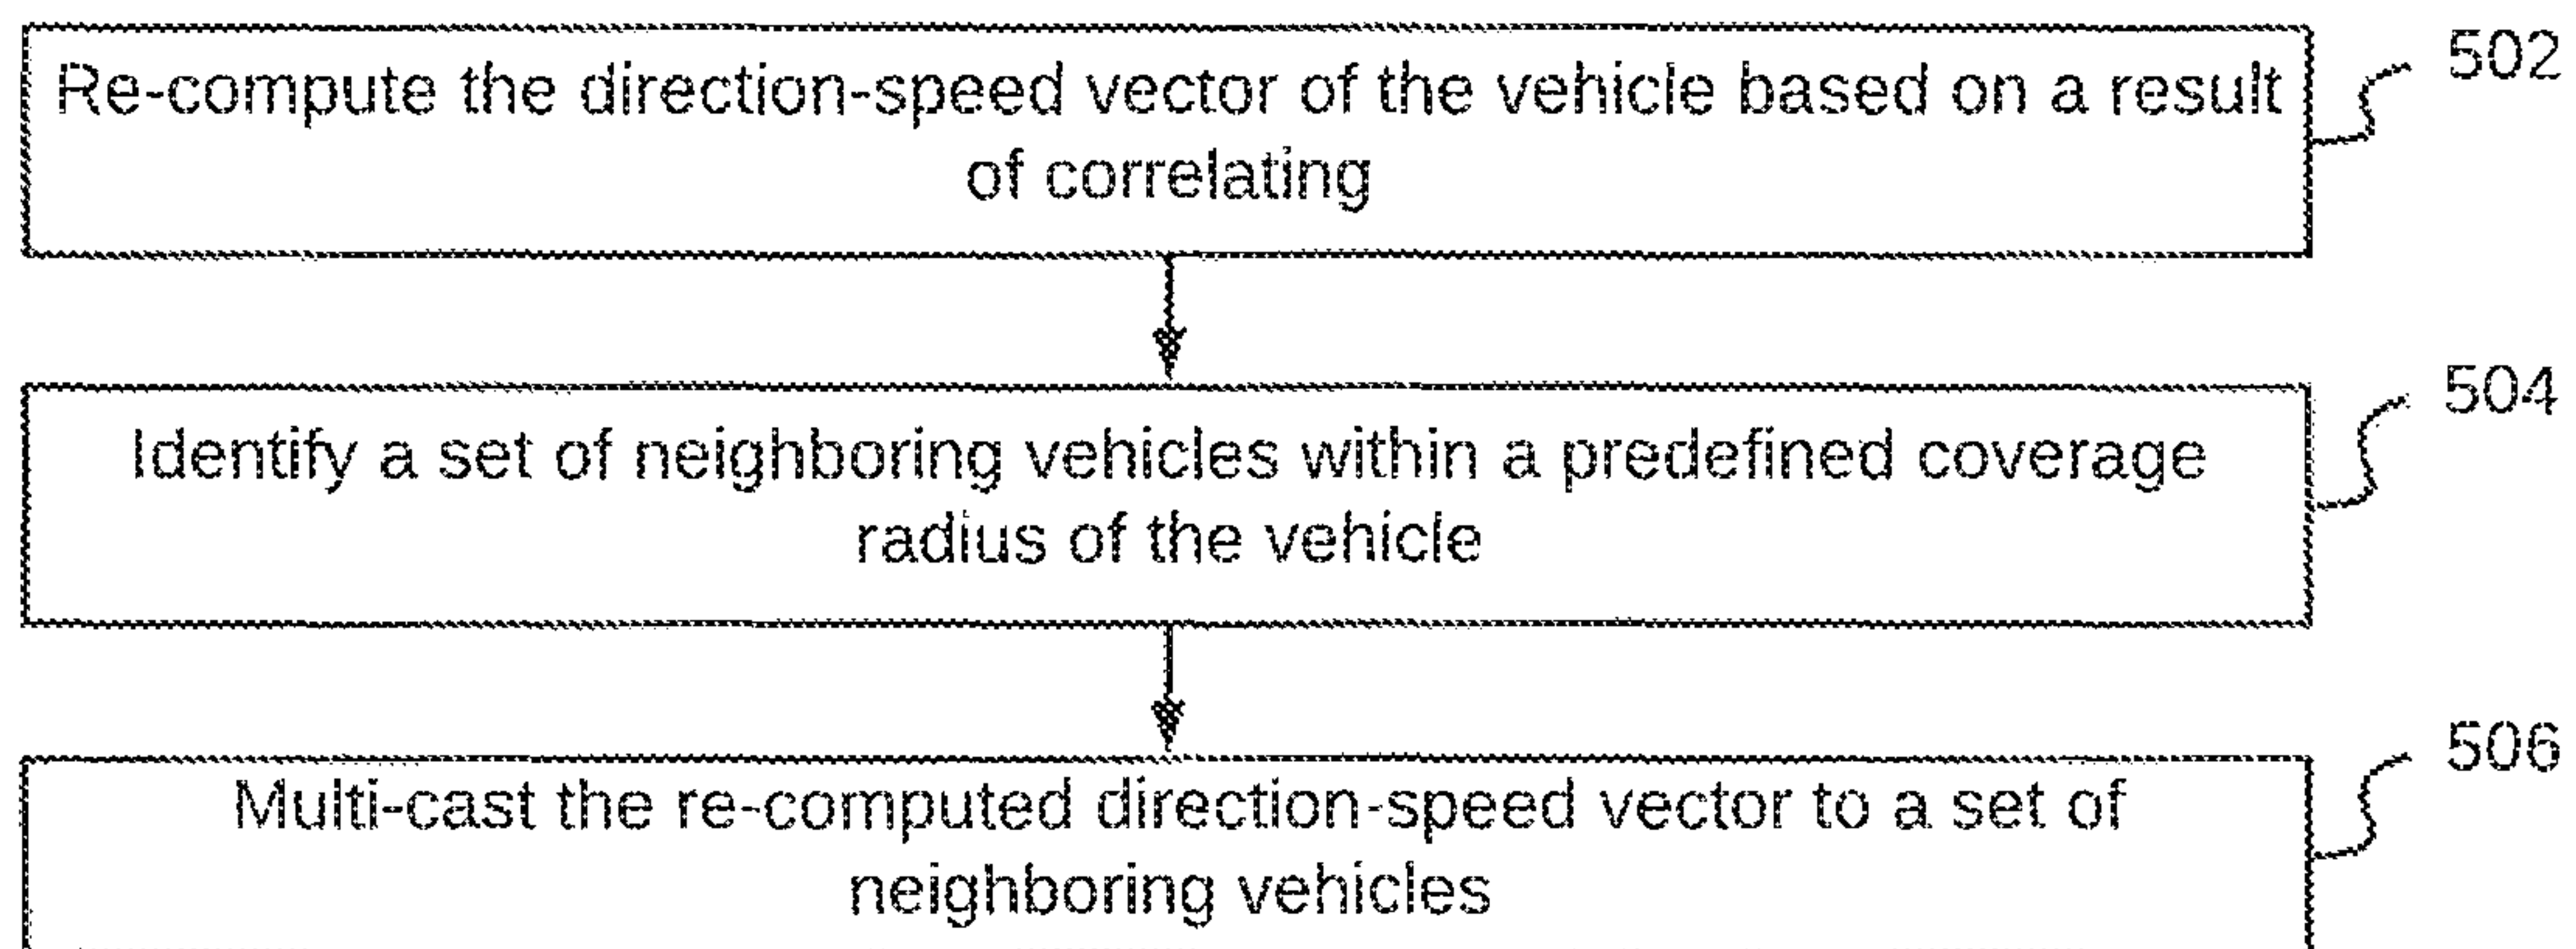 Re-compute the direction-speed vector of the vehicle based on a result
of correlating
502
Identify a set of neighboring vehicles within a predefined coverage
radius of the vehicle
504
Multi-cast the re-computed direction-speed vector to a set of
neighboring vehicles
506